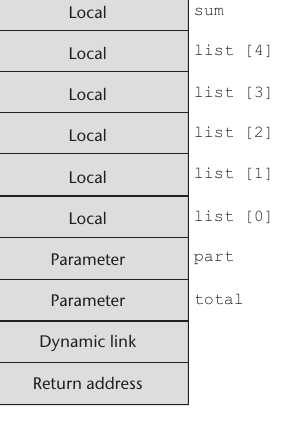 Local sum
Local list [4]
Local list [3]
Local list [2]
Local list [1]
Local list [0]
Parameter part
Parameter total
Dynamic link
Return address